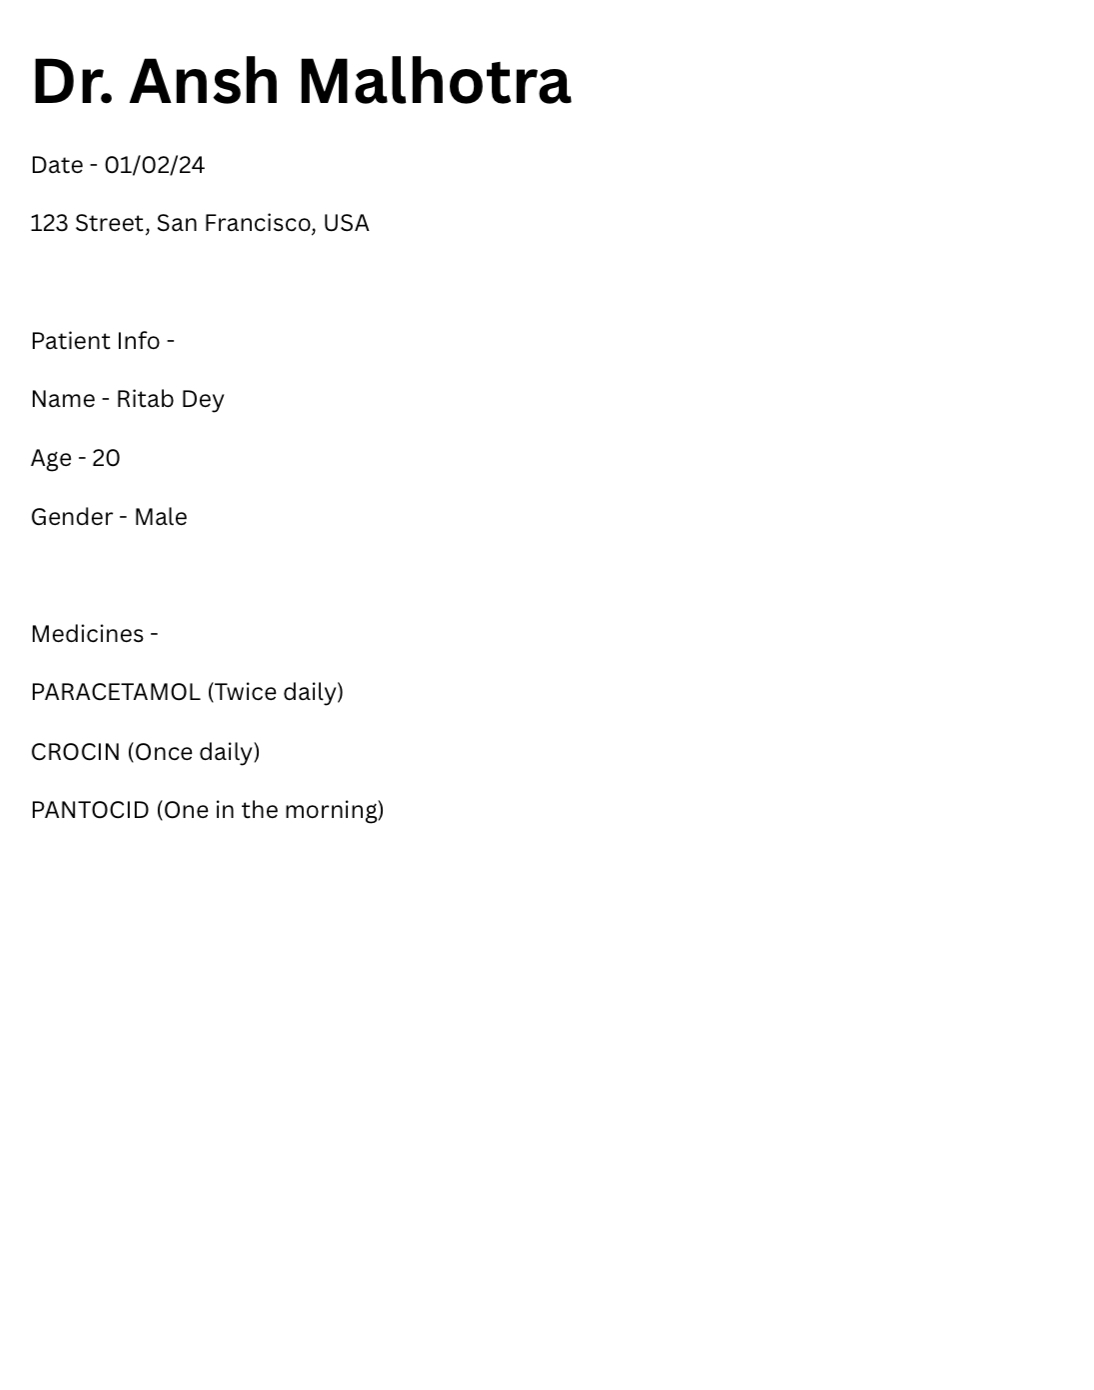 Dr. Ansh Malhotra
Date - 01/02/24
123 Street, San Francisco, USA
Patient Info -
Name - Ritab Dey
Age - 20
Gender - Male
Medicines -
PARACETAMOL (Twice daily)
CROCIN (Once daily)
PANTOCID (One in the morning)